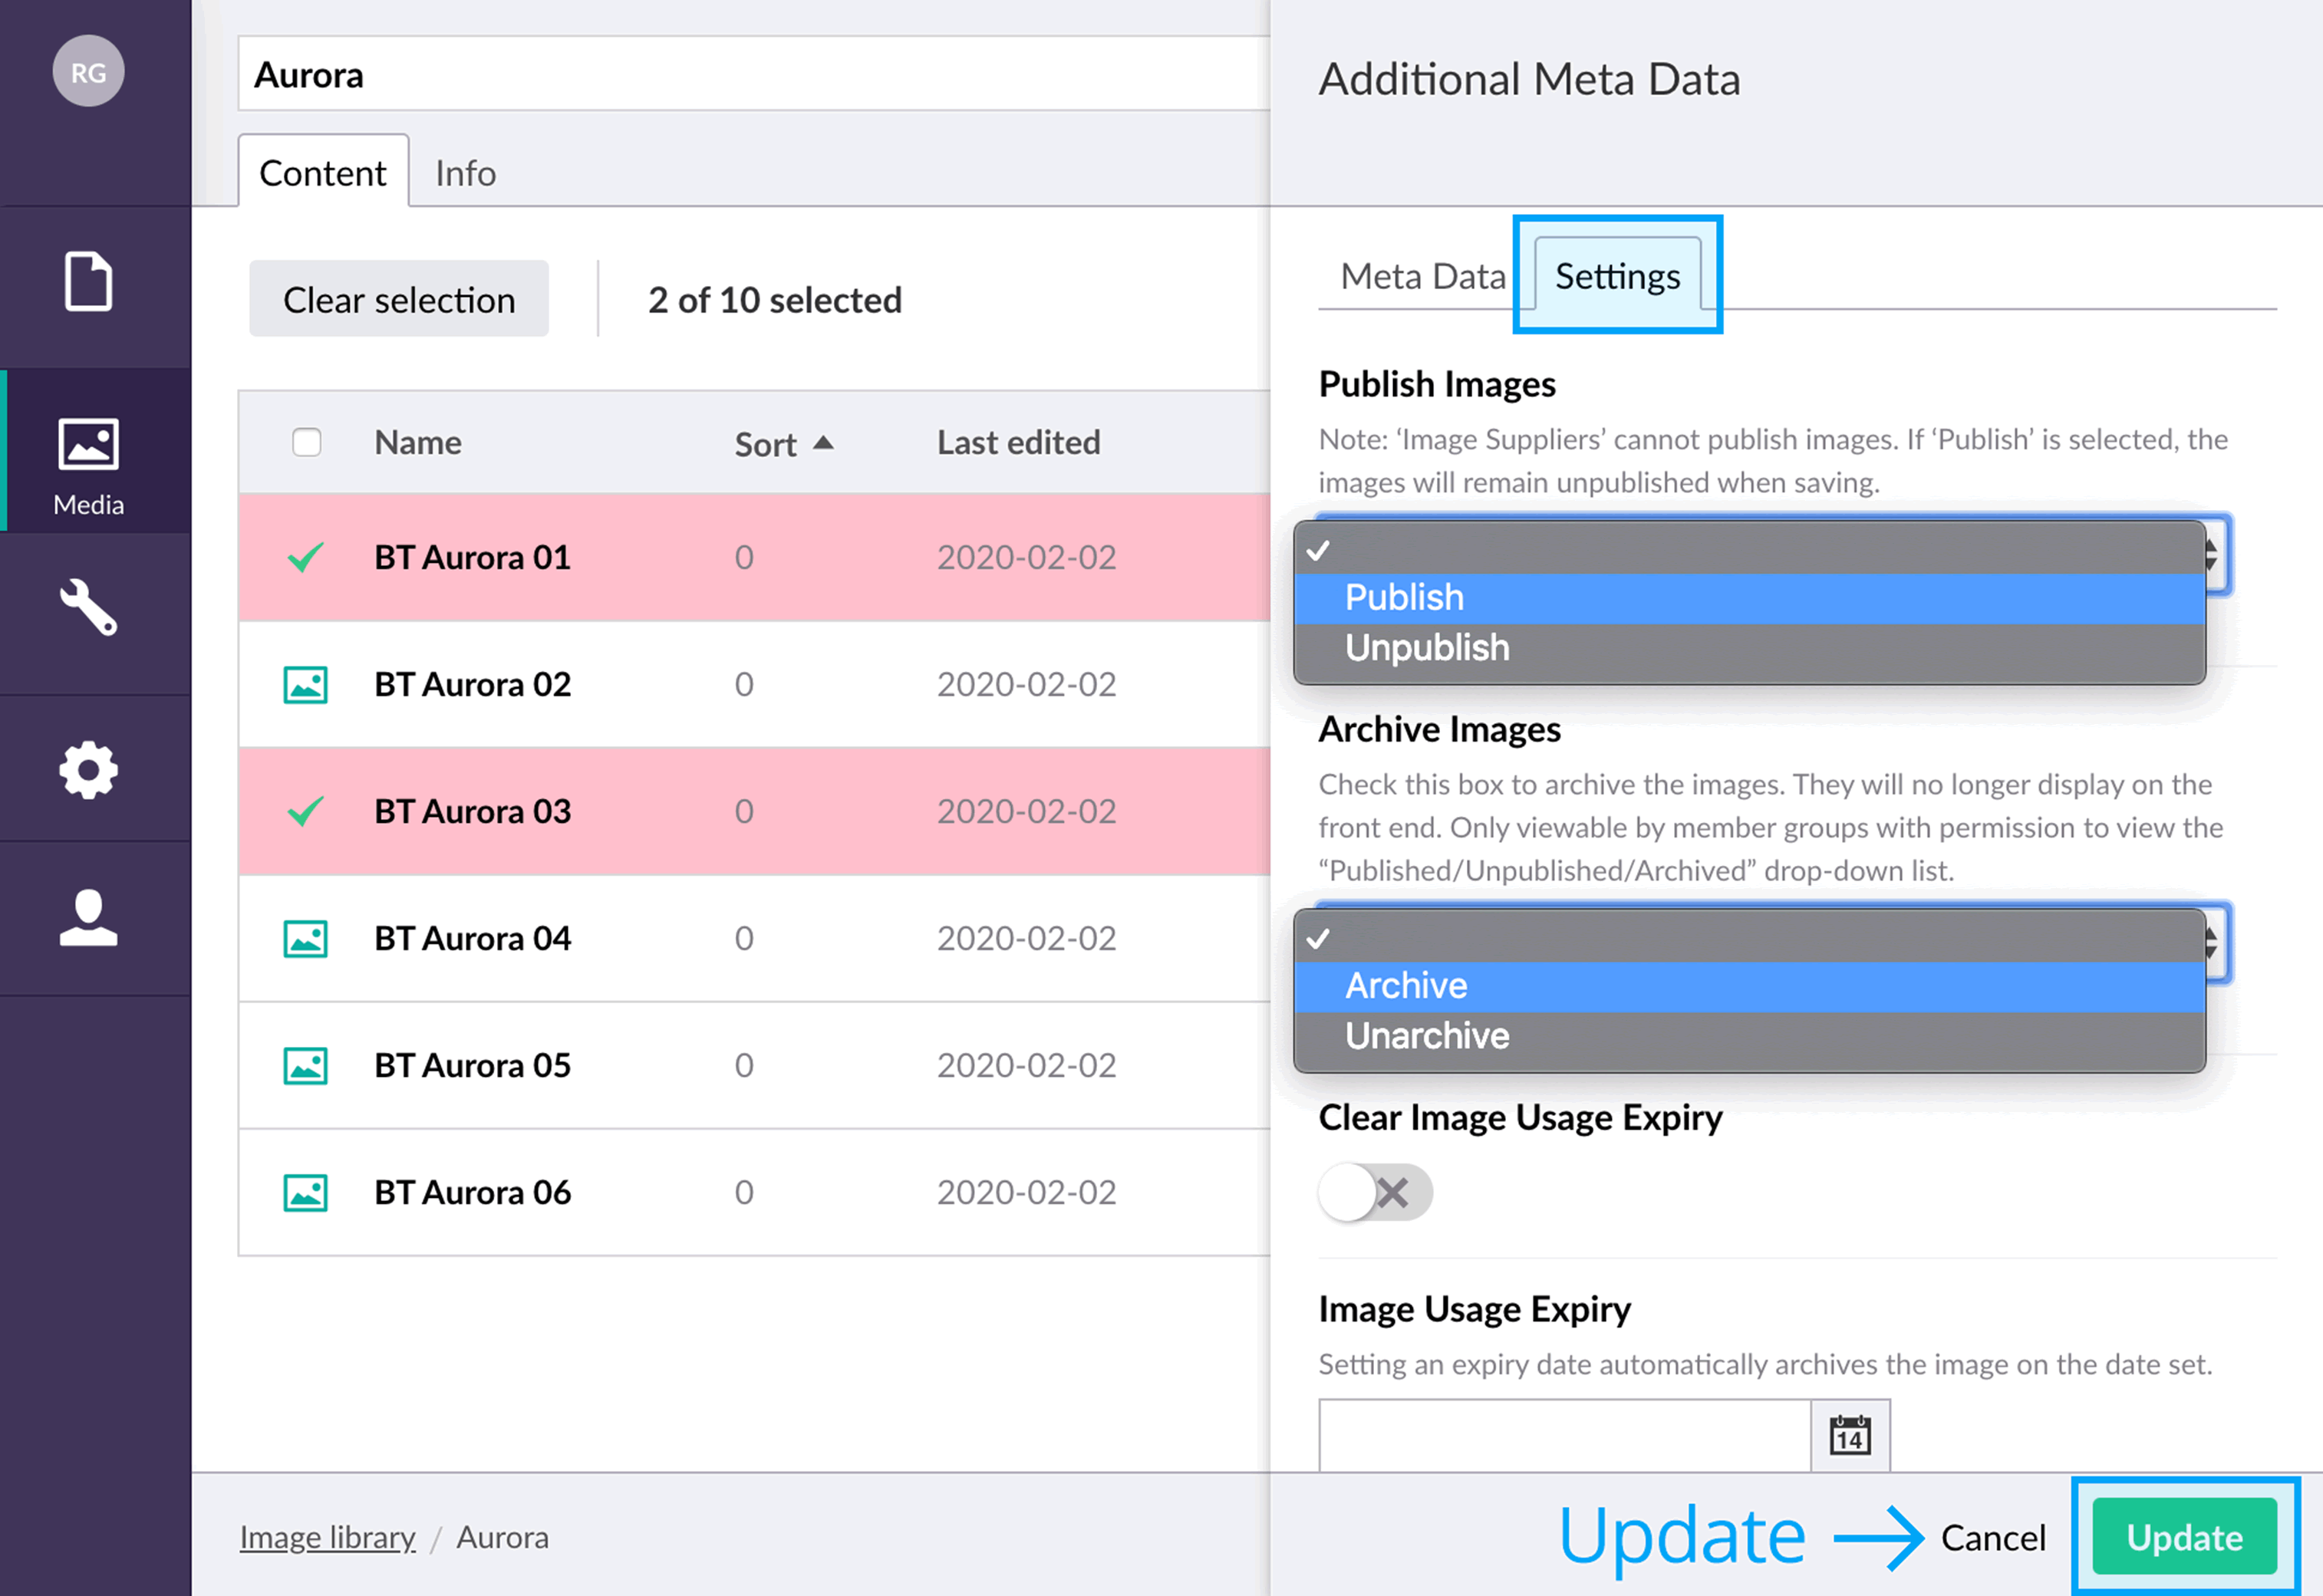 RG
Media
Aurora
Content
Info
Clear selection
2 of 10 selected
Name Sort Last edited
BT Aurora 01 0 2020-02-02
BT Aurora 02 0 2020-02-02
BT Aurora 03 0 2020-02-02
BT Aurora 04 0 2020-02-02
BT Aurora 05 0 2020-02-02
BT Aurora 06 0 2020-02-02
Image library / Aurora
Additional Meta Data
Meta Data
Settings
Publish Images
Note: ‘Image Suppliers’ cannot publish images. If ‘Publish’ is selected, the
images will remain unpublished when saving.
Publish
Unpublish
Archive Images
Check this box to archive the images. They will no longer display on the
front end. Only viewable by member groups with permission to view the
“Published/Unpublished/Archived” drop-down list.
Archive
Unarchive
Clear Image Usage Expiry
Image Usage Expiry
Setting an expiry date automatically archives the image on the date set.
14
Update
Cancel
Update